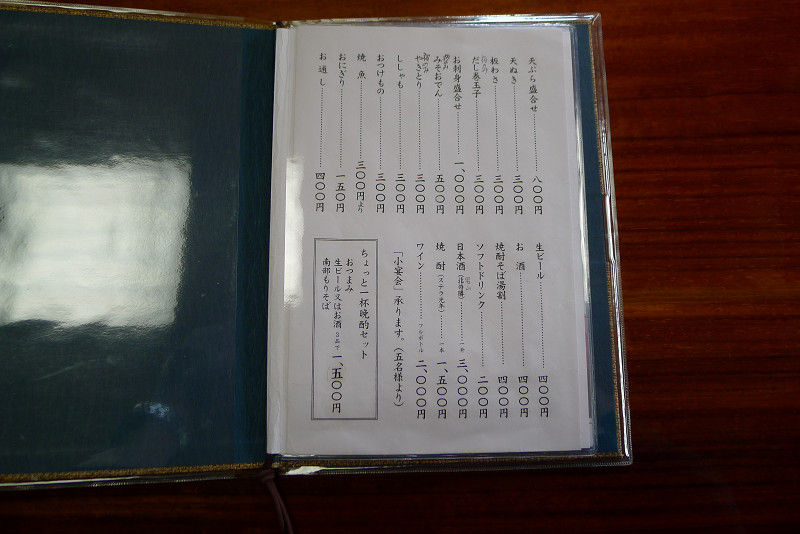 天ぷら盛合せ 八〇〇円
天ぬき 三〇〇円
板わさ 三〇〇円
だし巻玉子 三〇〇円
お刺身盛合せ 一、〇〇〇円
みそおでん 五〇〇円
やきとり 三〇〇円
ししゃも 三〇〇円
おつけもの 三〇〇円
焼魚 三〇〇円より
おにぎり 一五〇円
お通し 四〇〇円
生ビール 四〇〇円
お酒 四〇〇円
焼酎そば湯割 四〇〇円
ソフトドリンク 二〇〇円
日本酒 三、〇〇〇円
焼酎 一本 一、五〇〇円
ワイン フルボトル 二、〇〇〇円
「小宴会」承ります。（五名様より）
ちょっと一杯晩酌セット
おつまみ
生ビール又はお酒 3品で 一、五〇〇円
南部もりそば